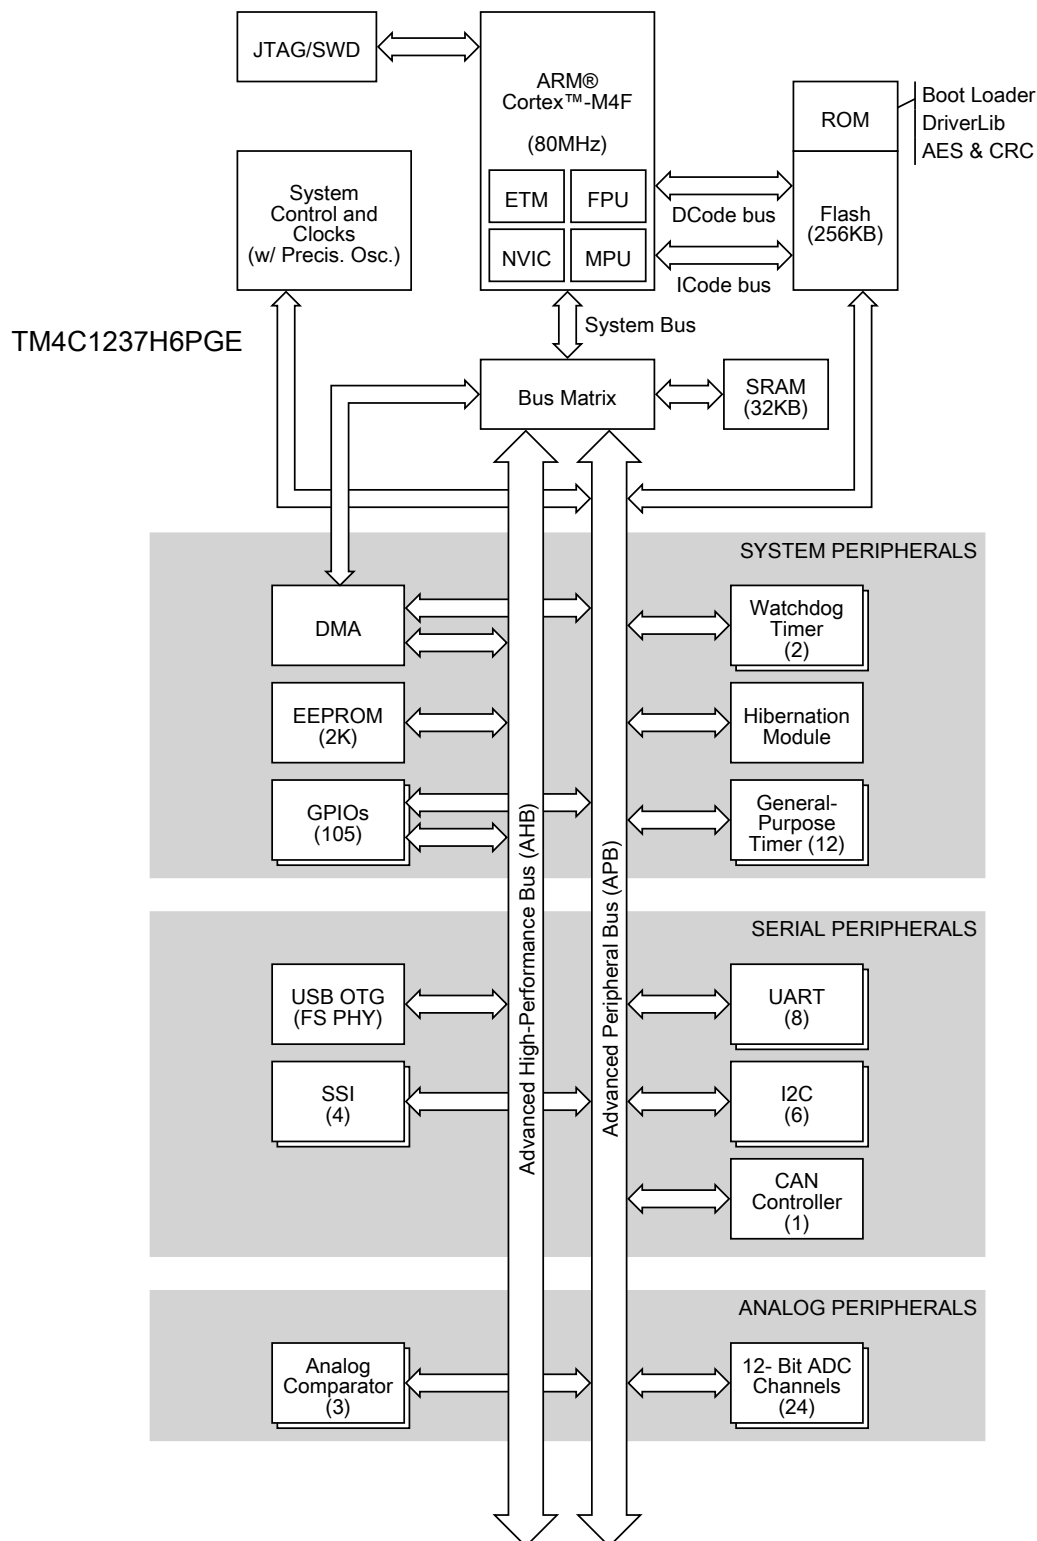 JTAG/SWD
ARM®
Cortex™-M4F
(80MHz)
ETM
FPU
NVIC
MPU
ROM
Boot Loader
DriverLib
AES & CRC
Flash
(256KB)
DCode bus
ICode bus
System
Control and
Clocks
(w/ Precis. Osc.)
TM4C1237H6PGE
System Bus
Bus Matrix
SRAM
(32KB)
SYSTEM PERIPHERALS
DMA
Watchdog
Timer
(2)
EEPROM
(2K)
Hibernation
Module
GPIOs
(105)
General-
Purpose
Timer (12)
Advanced High-Performance Bus (AHB)
Advanced Peripheral Bus (APB)
SERIAL PERIPHERALS
USB OTG
(FS PHY)
UART
(8)
SSI
(4)
I2C
(6)
CAN
Controller
(1)
ANALOG PERIPHERALS
Analog
Comparator
(3)
12- Bit ADC
Channels
(24)